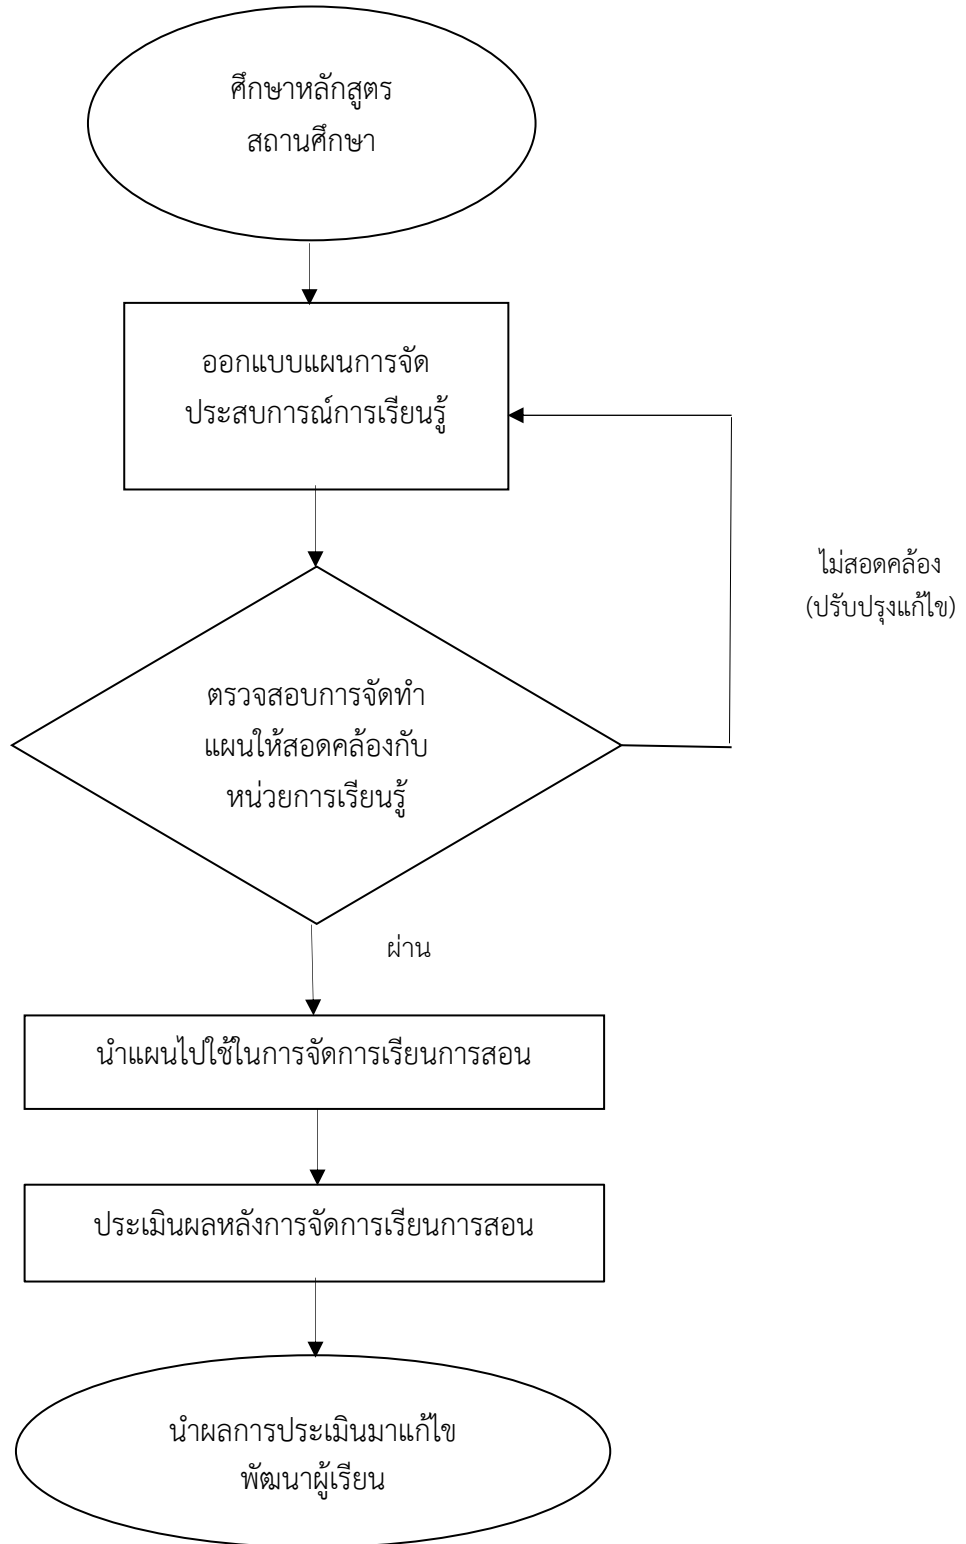 ศึกษาหลักสูตร
สถานศึกษา
ออกแบบแผนการจัด
ประสบการณ์การเรียนรู้
ไม่สอดคล้อง
(ปรับปรุงแก้ไข)
ตรวจสอบการจัดทำ
แผนให้สอดคล้องกับ
หน่วยการเรียนรู้
ผ่าน
นำแผนไปใช้ในการจัดการเรียนการสอน
ประเมินผลหลังการจัดการเรียนการสอน
นำผลการประเมินมาแก้ไข
พัฒนาผู้เรียน